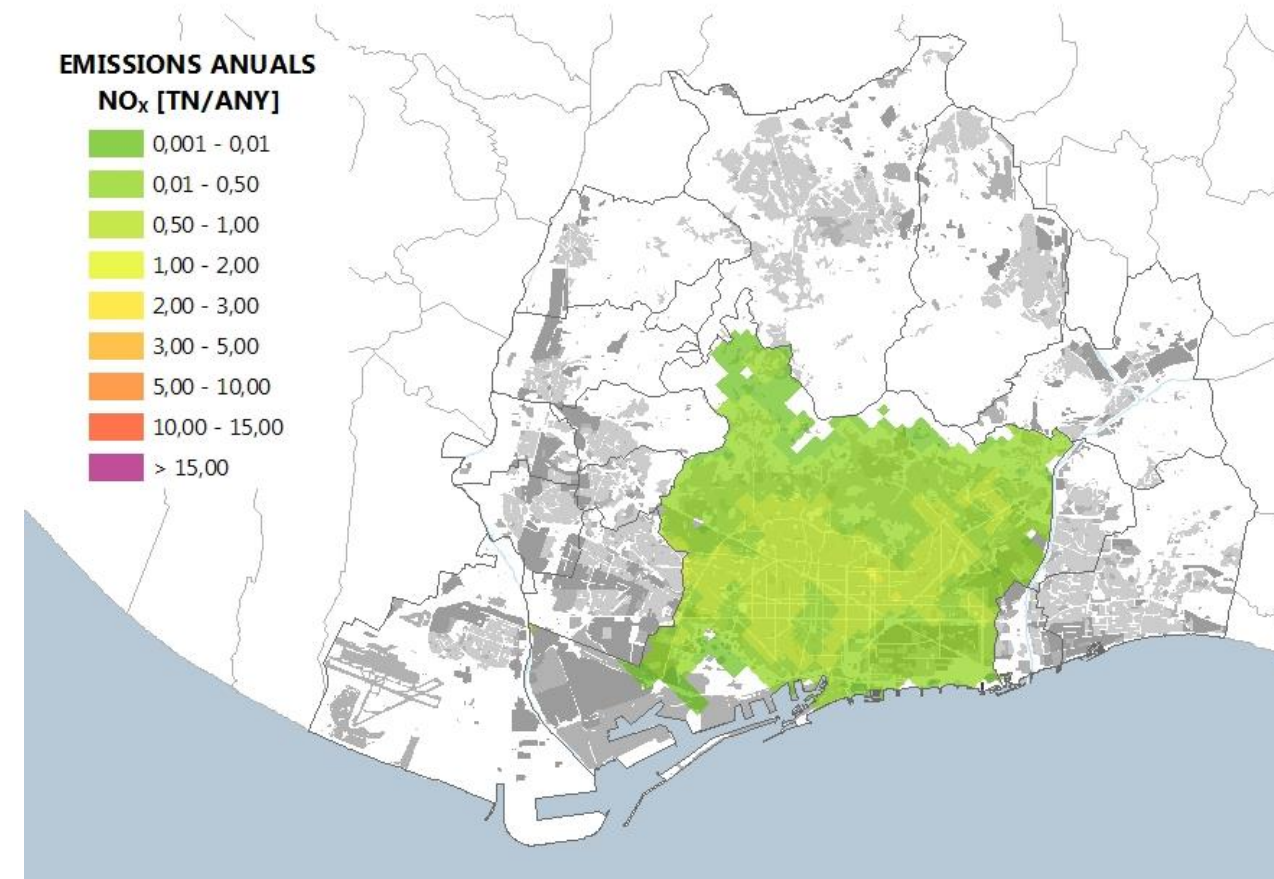 EMISSIONS ANUALS
NOₓ [TN/ANY]
0,001 - 0,01
0,01 - 0,50
0,50 - 1,00
1,00 - 2,00
2,00 - 3,00
3,00 - 5,00
5,00 - 10,00
10,00 - 15,00
> 15,00